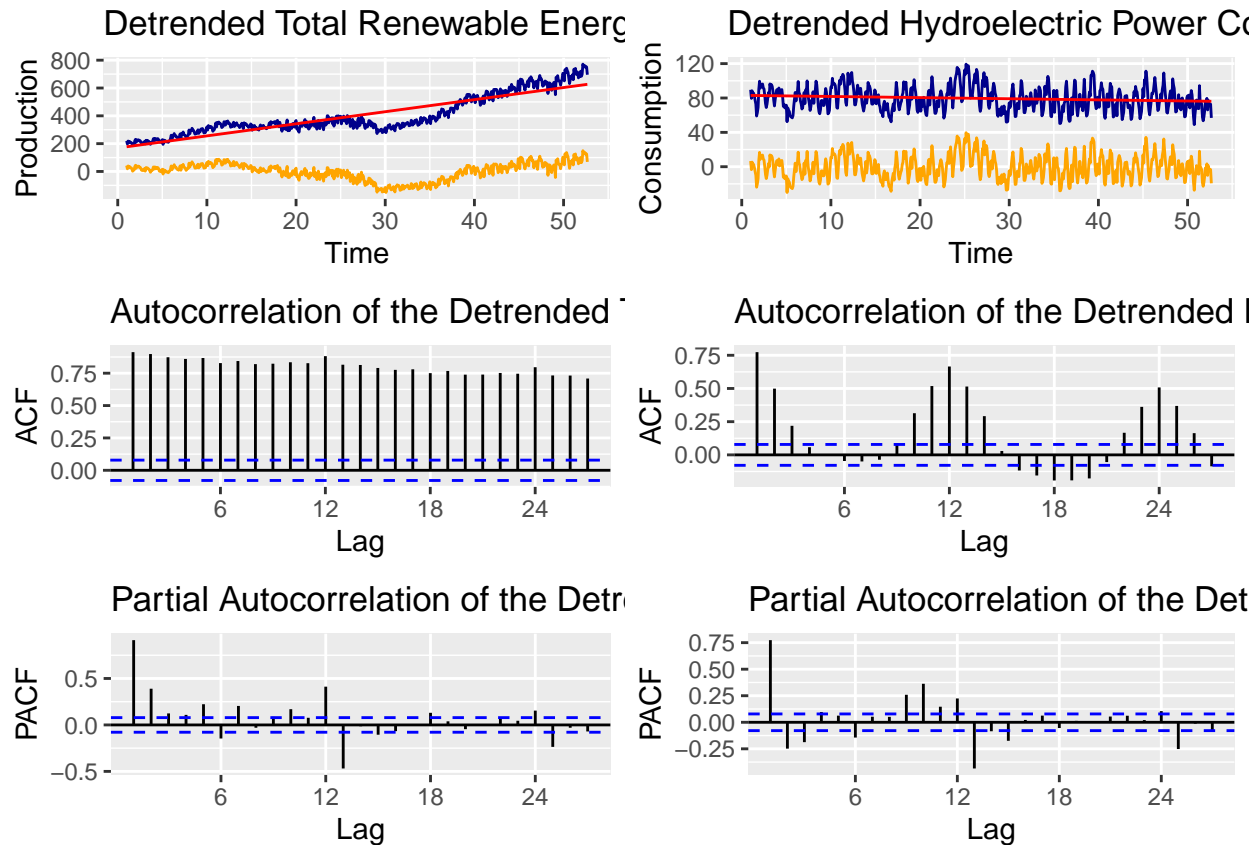 Detrended Total Renewable Energ
Production
800
600
400
200
0
0 10 20 30 40 50
Time
Detrended Hydroelectric Power Co
Consumption
120
80
40
0
0 10 20 30 40 50
Time
Autocorrelation of the Detrended T
ACF
0.75
0.50
0.25
0.00
6 12 18 24
Lag
Autocorrelation of the Detrended
ACF
0.75
0.50
0.25
0.00
6 12 18 24
Lag
Partial Autocorrelation of the Detr
PACF
0.5
0.0
−0.5
6 12 18 24
Lag
Partial Autocorrelation of the Det
PACF
0.75
0.50
0.25
0.00
−0.25
6 12 18 24
Lag